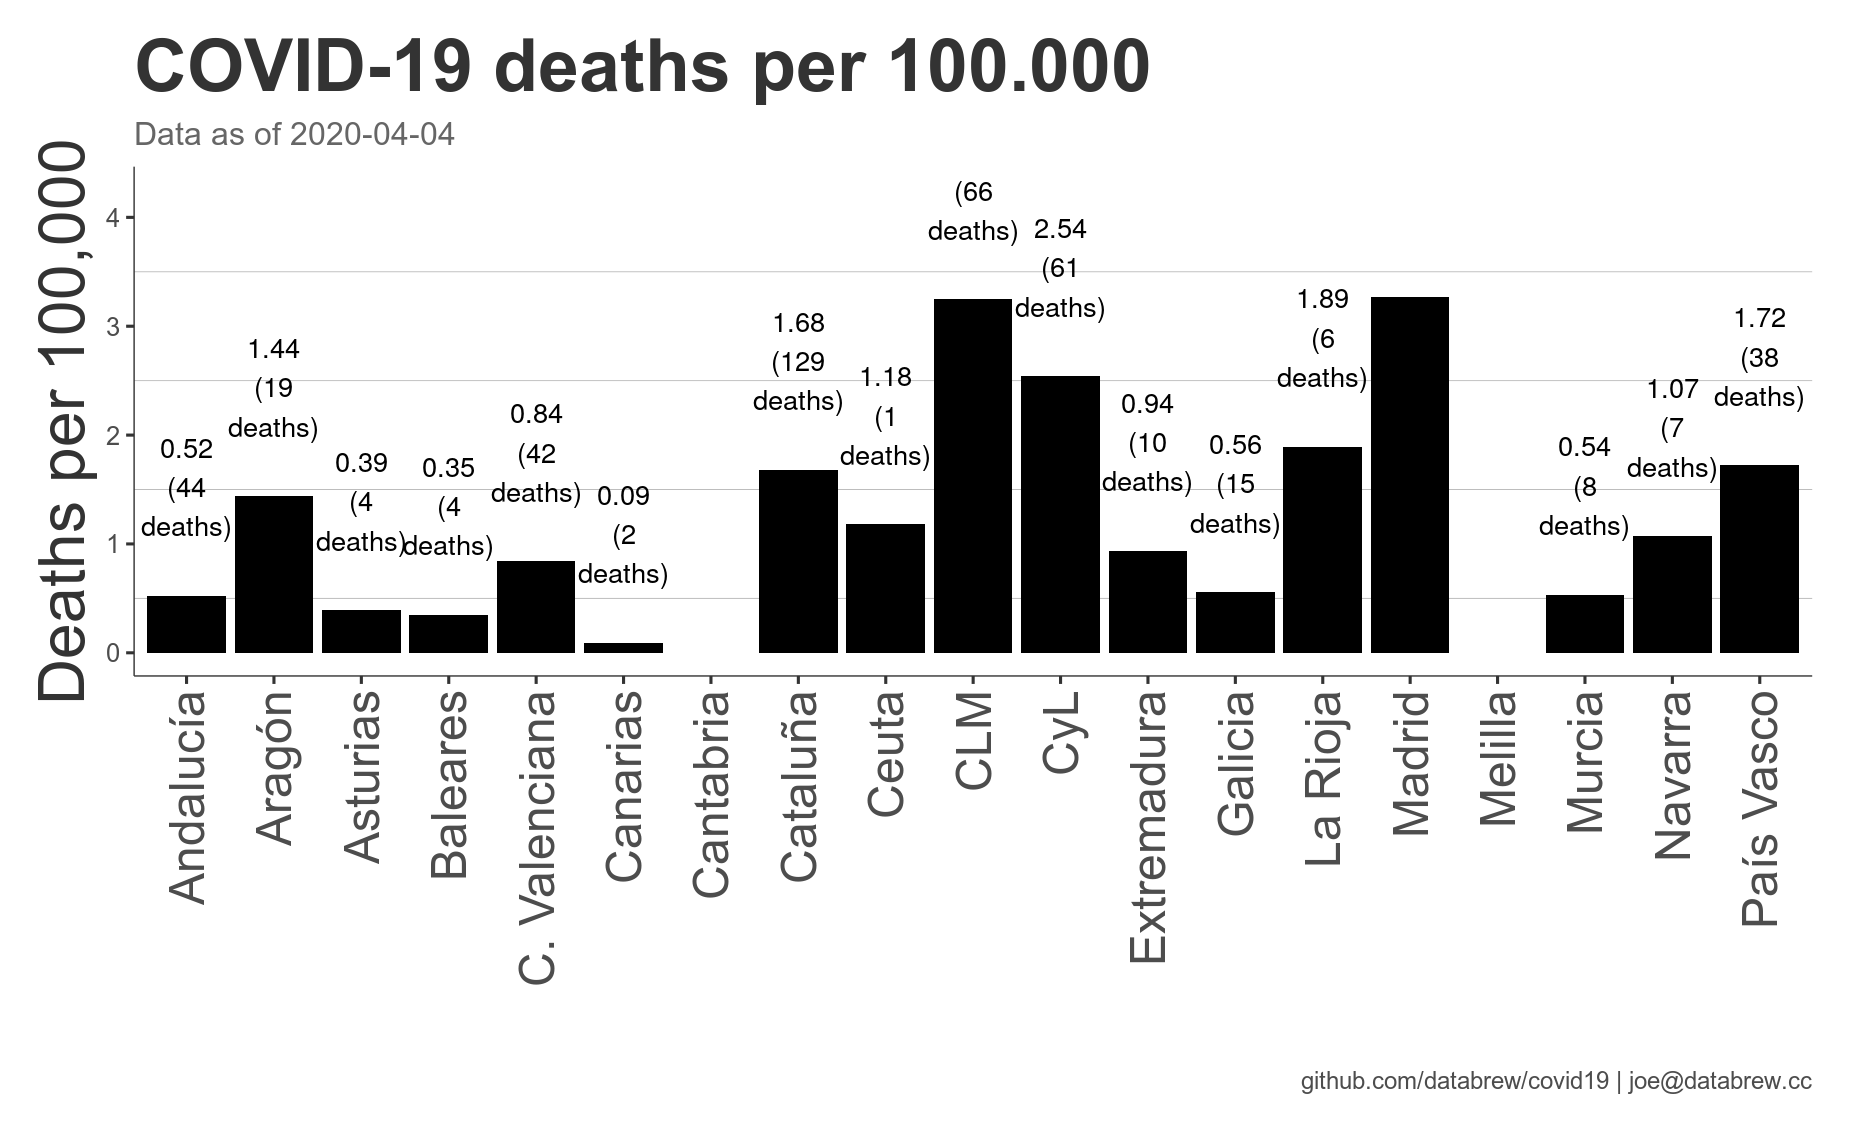 COVID-19 deaths per 100.000
Data as of 2020-04-04
Deaths per 100,000
4
3
2
1
0
0.52
(44
deaths)
1.44
(19
deaths)
0.39
(4
deaths)
0.35
(4
deaths)
0.84
(42
deaths)
0.09
(2
deaths)
1.68
(129
deaths)
1.18
(1
deaths)
(66
deaths)
2.54
(61
deaths)
0.94
(10
deaths)
0.56
(15
deaths)
1.89
(6
deaths)
0.54
(8
deaths)
1.07
(7
deaths)
1.72
(38
deaths)
Andalucía
Aragón
Asturias
Baleares
C. Valenciana
Canarias
Cantabria
Cataluña
Ceuta
CLM
CyL
Extremadura
Galicia
La Rioja
Madrid
Melilla
Murcia
Navarra
País Vasco
github.com/databrew/covid19 | joe@databrew.cc